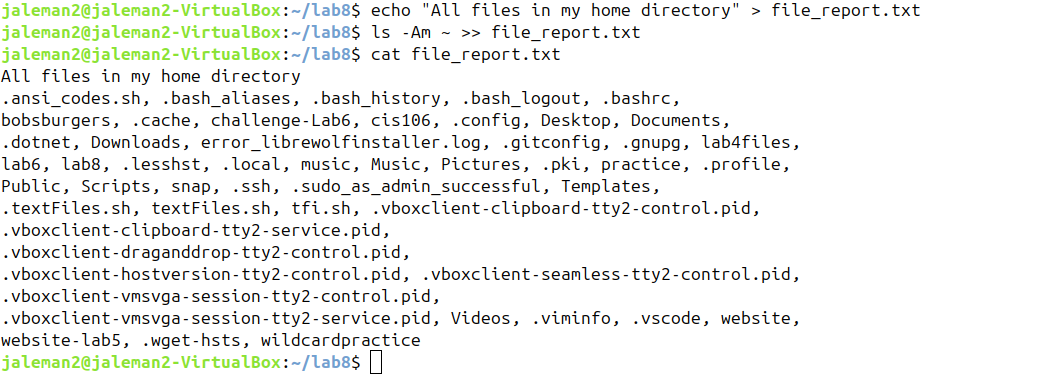 jaleman2@jaleman2-VirtualBox:~/lab8$ echo "All files in my home directory" > file_report.txt
jaleman2@jaleman2-VirtualBox:~/lab8$ ls -Am ~ >> file_report.txt
jaleman2@jaleman2-VirtualBox:~/lab8$ cat file_report.txt
All files in my home directory
.ansi_codes.sh, .bash_aliases, .bash_history, .bash_logout, .bashrc,
bobsburgers, .cache, challenge-Lab6, cis106, .config, Desktop, Documents,
.dotnet, Downloads, error_librewolfinstaller.log, .gitconfig, .gnupg, lab4files,
lab6, lab8, .lesshst, .local, music, Music, Pictures, .pki, practice, .profile,
Public, Scripts, snap, .ssh, .sudo_as_admin_successful, Templates,
.textFiles.sh, textFiles.sh, tfi.sh, .vboxclient-clipboard-tty2-control.pid,
.vboxclient-clipboard-tty2-service.pid,
.vboxclient-draganddrop-tty2-control.pid,
.vboxclient-hostversion-tty2-control.pid, .vboxclient-seamless-tty2-control.pid,
.vboxclient-vmsvga-session-tty2-control.pid,
.vboxclient-vmsvga-session-tty2-service.pid, Videos, .viminfo, .vscode, website,
website-lab5, .wget-hsts, wildcardpractice
jaleman2@jaleman2-VirtualBox:~/lab8$